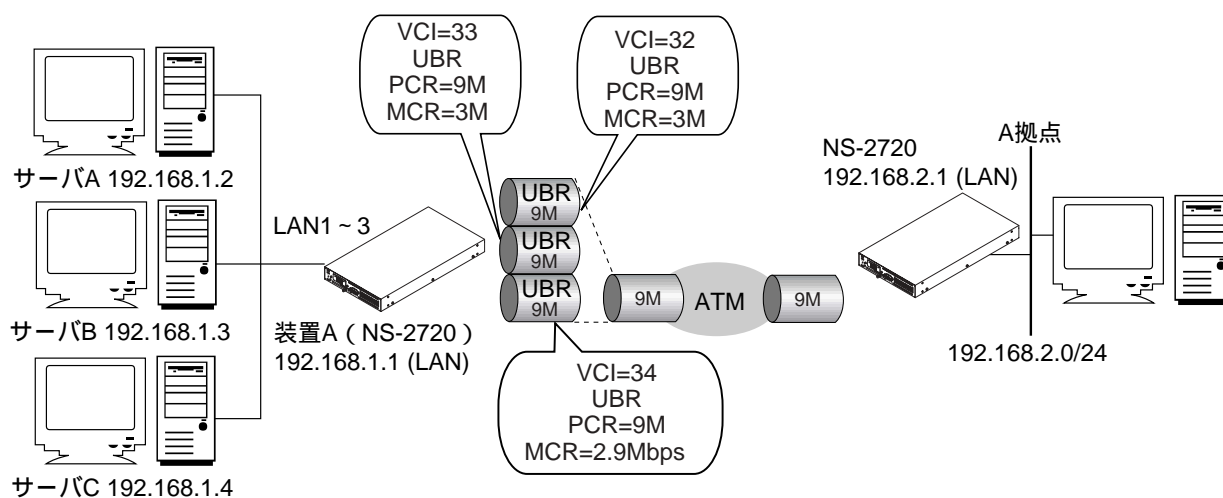 VCI=33
UBR
PCR=9M
MCR=3M
VCI=32
UBR
PCR=9M
MCR=3M
サーバA 192.168.1.2
サーバB 192.168.1.3
サーバC 192.168.1.4
LAN1 ~ 3
装置A ( NS-2720 )
192.168.1.1 (LAN)
UBR
9M
UBR
9M
UBR
9M
9M
ATM
9M
VCI=34
UBR
PCR=9M
MCR=2.9Mbps
NS-2720
192.168.2.1 (LAN)
A拠点
192.168.2.0/24